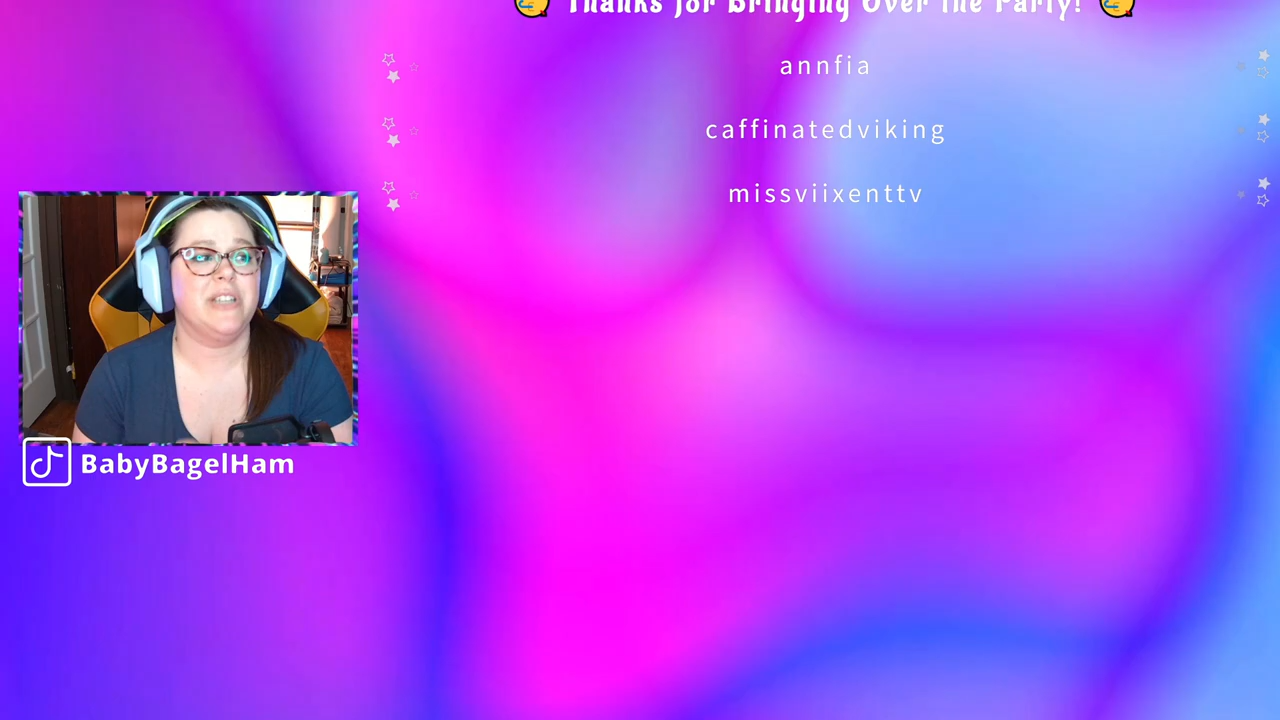 Thanks for Bringing Over the Party!
annfia
caffinatedviking
missviixenttv
BabyBagelHam